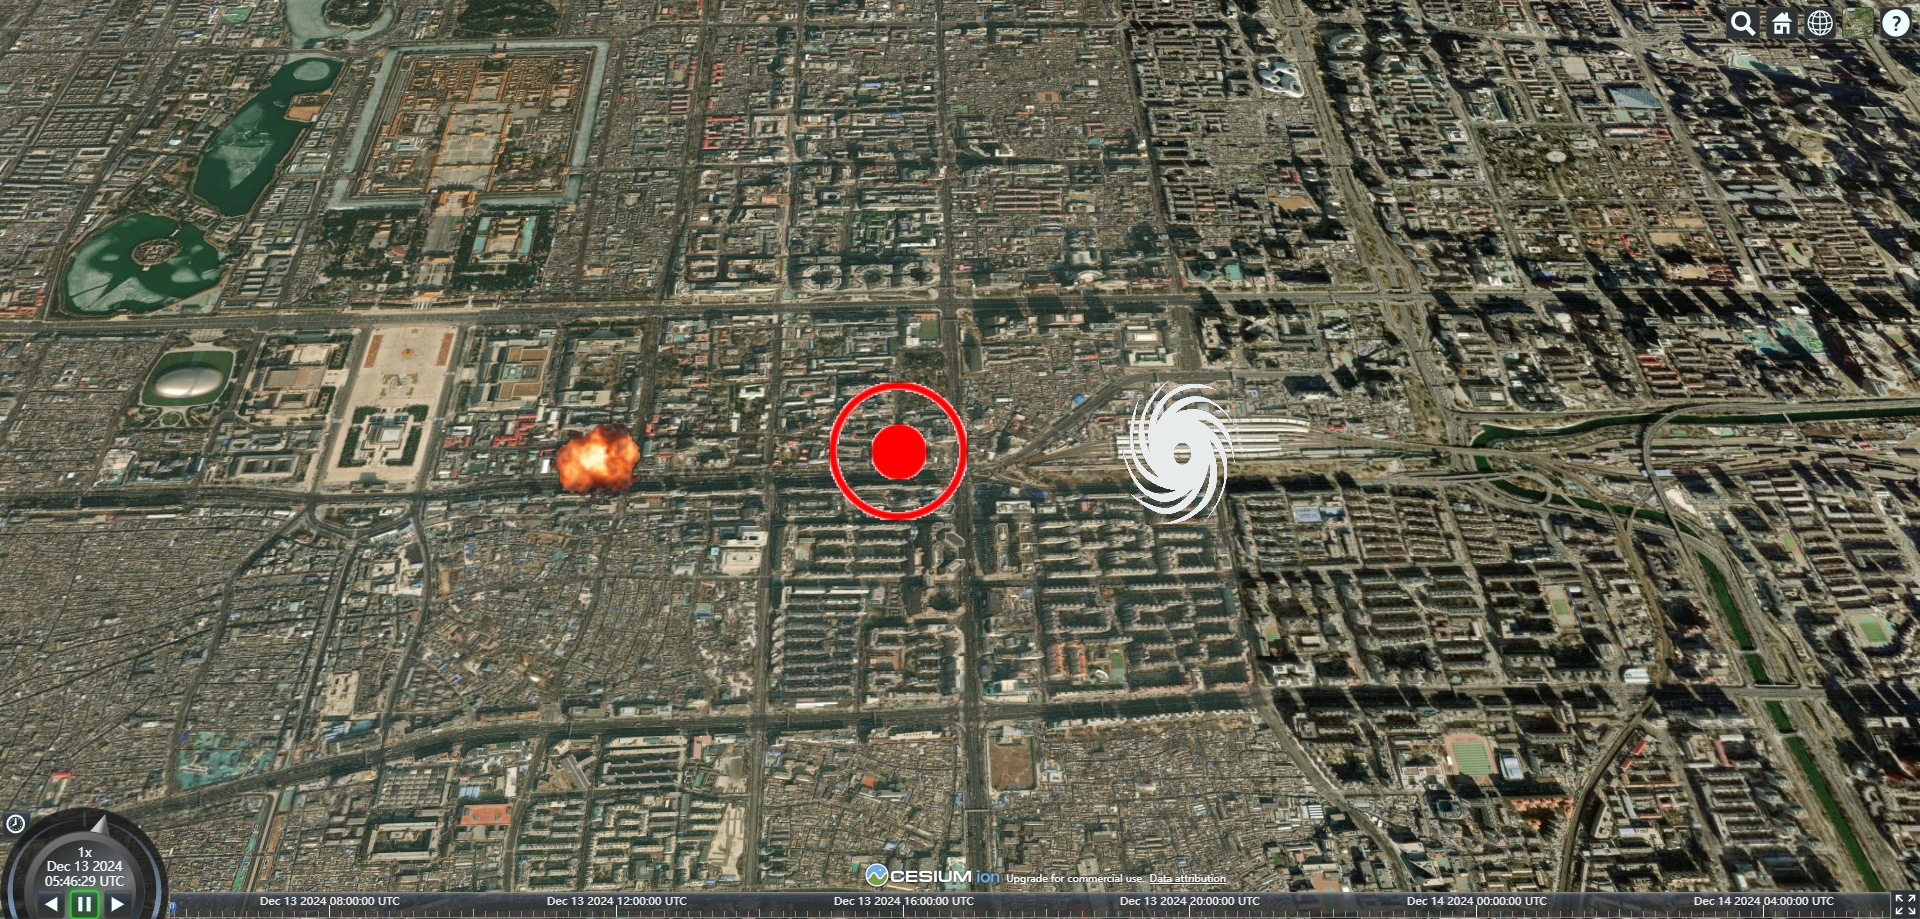 ?
1x
Dec 13 2024
05:46:29 UTC
CESIUM ion Upgrade for commercial use. Data attribution
Dec 13 2024 08:00:00 UTC
Dec 13 2024 12:00:00 UTC
Dec 13 2024 16:00:00 UTC
Dec 13 2024 20:00:00 UTC
Dec 14 2024 00:00:00 UTC
Dec 14 2024 04:00:00 UTC